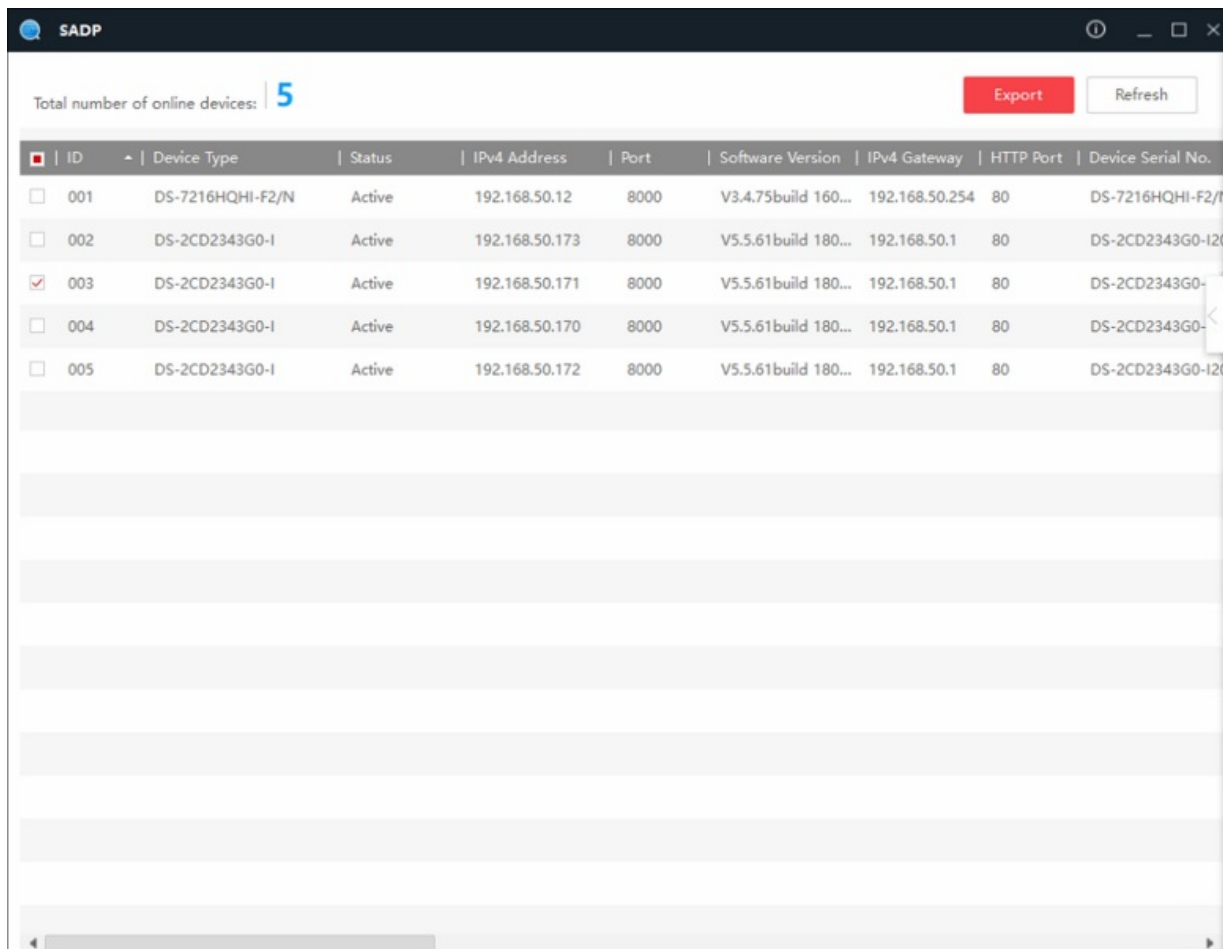 SADP
Total number of online devices: 5 Export Refresh
ID Device Type Status IPv4 Address Port Software Version IPv4 Gateway HTTP Port Device Serial No.
001 DS-7216HQHI-F2/N Active 192.168.50.12 8000 V3.4.75build 160... 192.168.50.254 80 DS-7216HQHI-F2/
002 DS-2CD2343G0-I Active 192.168.50.173 8000 V5.5.61build 180... 192.168.50.1 80 DS-2CD2343G0-I20
003 DS-2CD2343G0-I Active 192.168.50.171 8000 V5.5.61build 180... 192.168.50.1 80 DS-2CD2343G0-
004 DS-2CD2343G0-I Active 192.168.50.170 8000 V5.5.61build 180... 192.168.50.1 80 DS-2CD2343G0-
005 DS-2CD2343G0-I Active 192.168.50.172 8000 V5.5.61build 180... 192.168.50.1 80 DS-2CD2343G0-I20